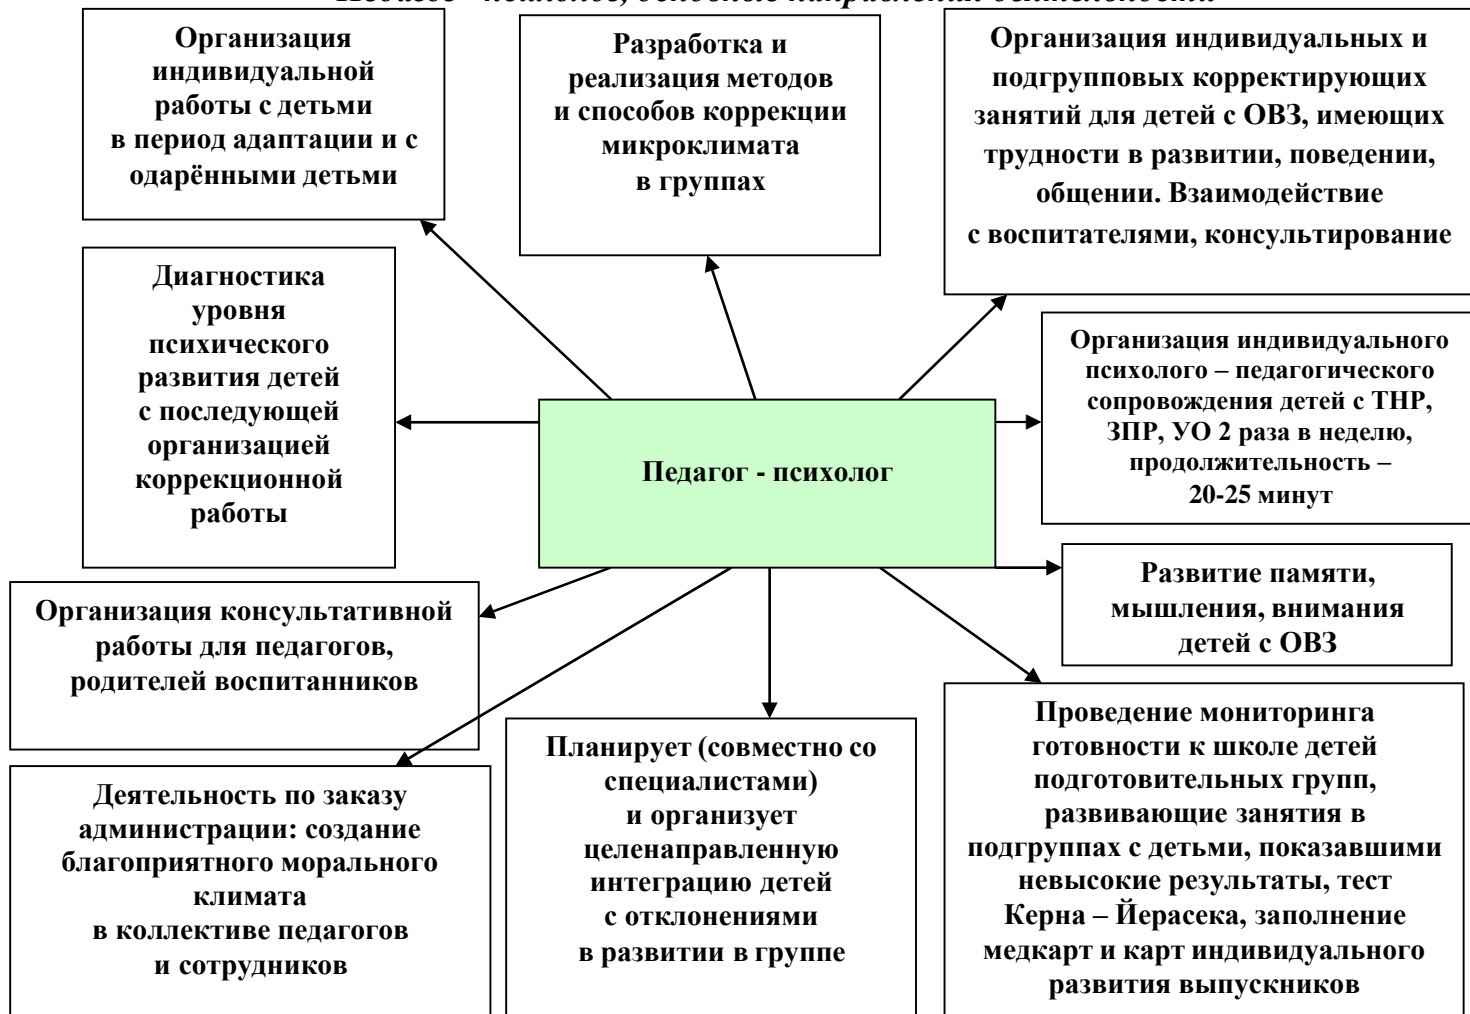 Организация
индивидуальной
работы с детьми
в период адаптации и с
одарёнными детьми
Разработка и
реализация методов
и способов коррекции
микроклимата
в группах
Организация индивидуальных и
подгрупповых корректирующих
занятий для детей с ОВЗ, имеющих
трудности в развитии, поведении,
общении. Взаимодействие
с воспитателями, консультирование
Диагностика
уровня
психического
развития детей
с последующей
организацией
коррекционной
работы
Педагог - психолог
Организация индивидуального
психолого – педагогического
сопровождения детей с ТНР,
ЗПР, УО 2 раза в неделю,
продолжительность –
20-25 минут
Развитие памяти,
мышления, внимания
детей с ОВЗ
Организация консультативной
работы для педагогов,
родителей воспитанников
Деятельность по заказу
администрации: создание
благоприятного морального
климата
в коллективе педагогов
и сотрудников
Планирует (совместно со
специалистами)
и организует
целенаправленную
интеграцию детей
с отклонениями
в развитии в группе
Проведение мониторинга
готовности к школе детей
подготовительных групп,
развивающие занятия в
подгруппах с детьми, показавшими
невысокие результаты, тест
Керна – Йерасека, заполнение
медкарт и карт индивидуального
развития выпускников